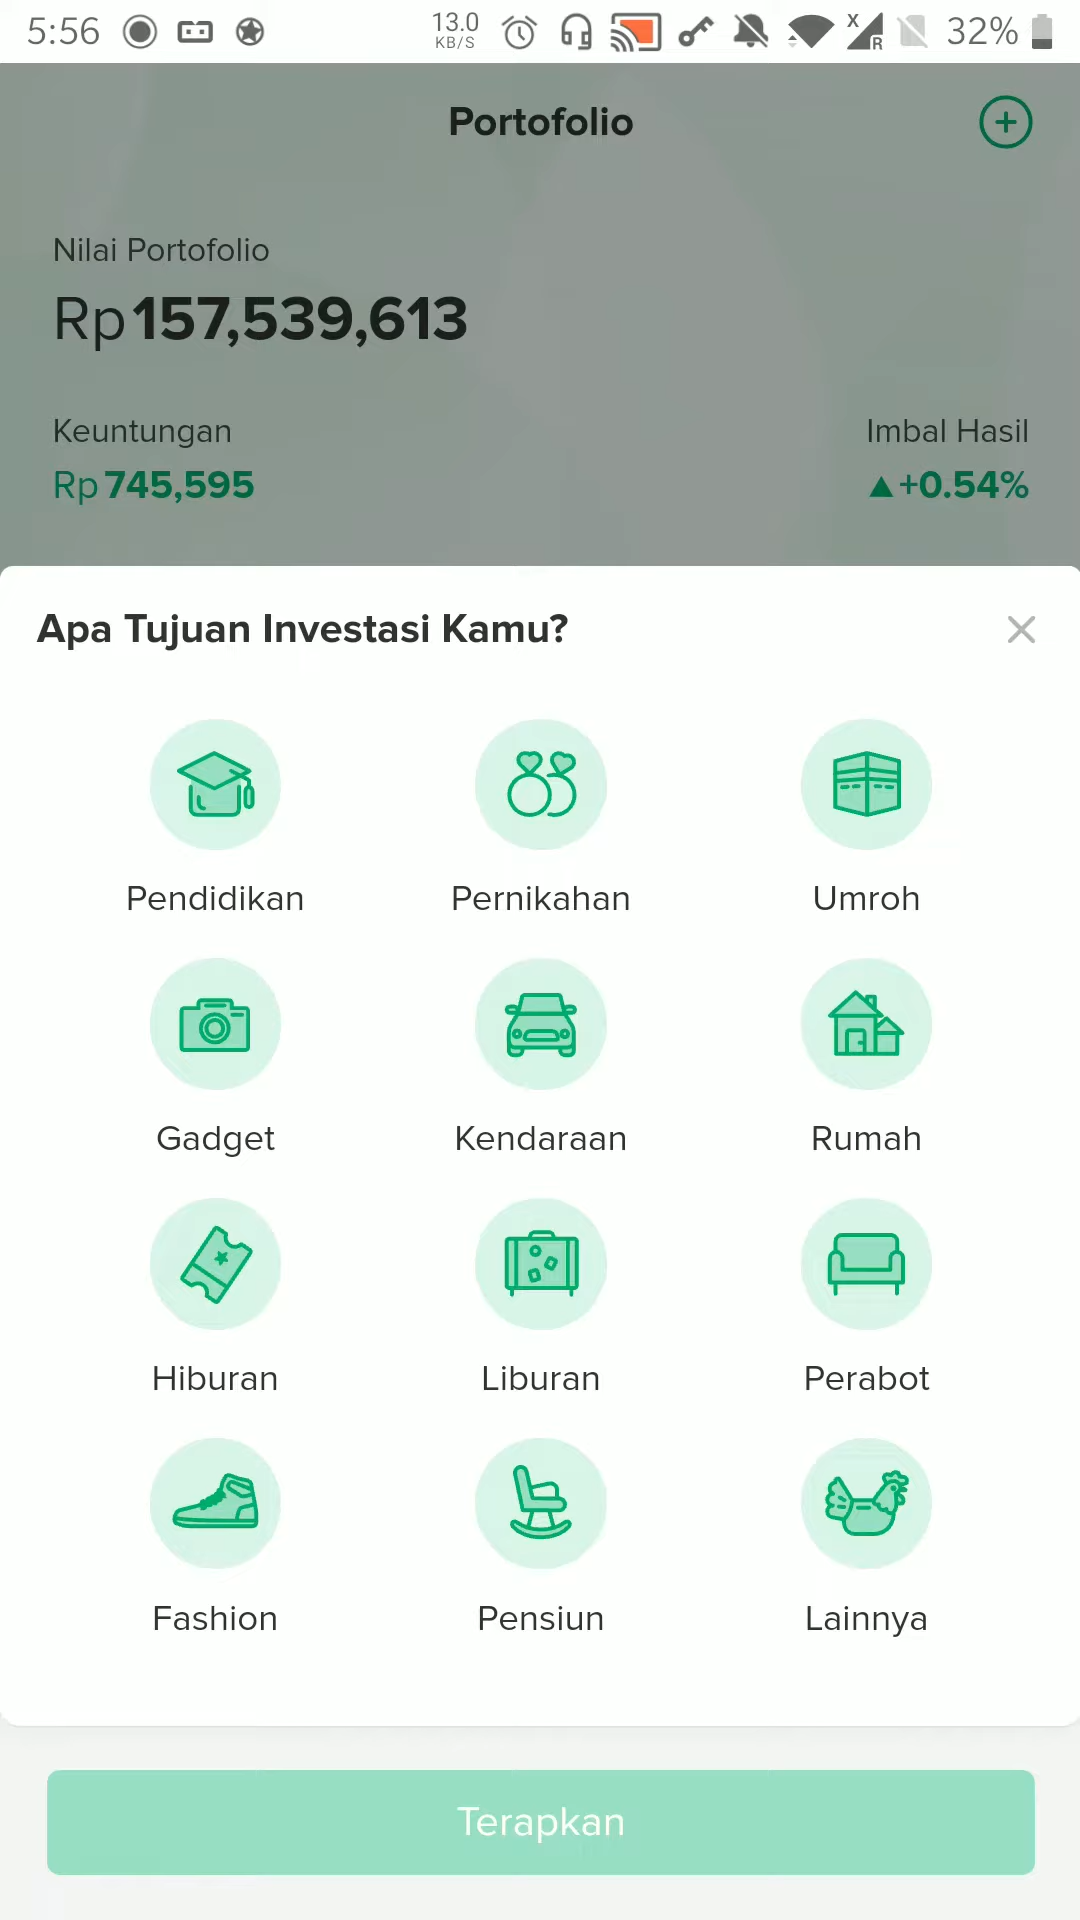 5:56 13.0 KB/S X R 32%
Portofolio
Nilai Portofolio
Rp157,539,613
Keuntungan Imbal Hasil
Rp745,595 ▲+0.54%
Apa Tujuan Investasi Kamu?
Pendidikan Pernikahan Umroh
Gadget Kendaraan Rumah
Hiburan Liburan Perabot
Fashion Pensiun Lainnya
Terapkan